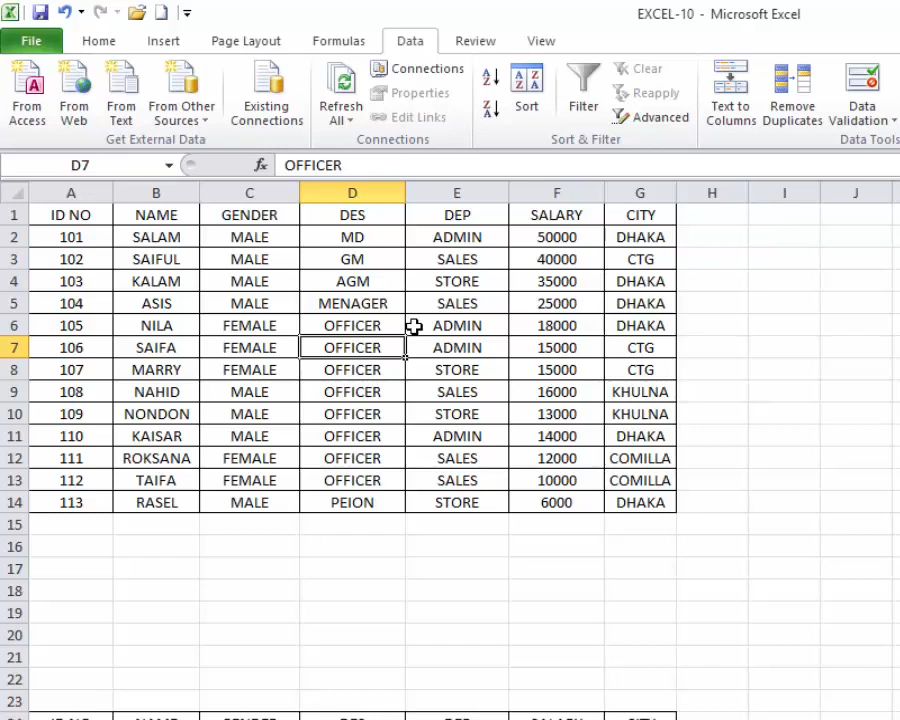 EXCEL-10 - Microsoft Excel
File Home Insert Page Layout Formulas Data Review View
From Access From Web From Text From Other Sources Existing Connections Refresh All Connections Properties Edit Links Sort Filter Clear Reapply Advanced Text to Columns Remove Duplicates Data Validation
Get External Data Connections Sort & Filter Data Tools
D7 fx OFFICER
A B C D E F G H I J
1 ID NO NAME GENDER DES DEP SALARY CITY
2 101 SALAM MALE MD ADMIN 50000 DHAKA
3 102 SAIFUL MALE GM SALES 40000 CTG
4 103 KALAM MALE AGM STORE 35000 DHAKA
5 104 ASIS MALE MENAGER SALES 25000 DHAKA
6 105 NILA FEMALE OFFICER ADMIN 18000 DHAKA
7 106 SAIFA FEMALE OFFICER ADMIN 15000 CTG
8 107 MARRY FEMALE OFFICER STORE 15000 CTG
9 108 NAHID MALE OFFICER SALES 16000 KHULNA
10 109 NONDON MALE OFFICER STORE 13000 KHULNA
11 110 KAISAR MALE OFFICER ADMIN 14000 DHAKA
12 111 ROKSANA FEMALE OFFICER SALES 12000 COMILLA
13 112 TAIFA FEMALE OFFICER SALES 10000 COMILLA
14 113 RASEL MALE PEION STORE 6000 DHAKA
15
16
17
18
19
20
21
22
23